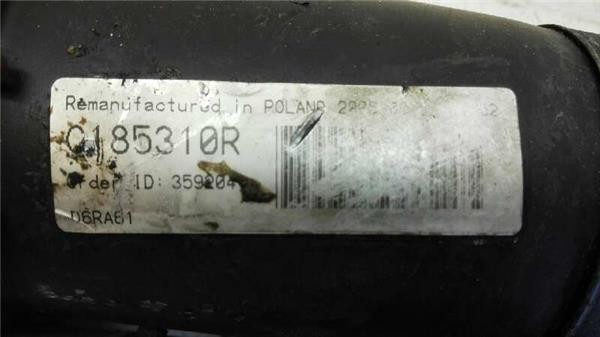 Remanufactured in POLAND
C185310R
Order ID: 359204
D6RA61